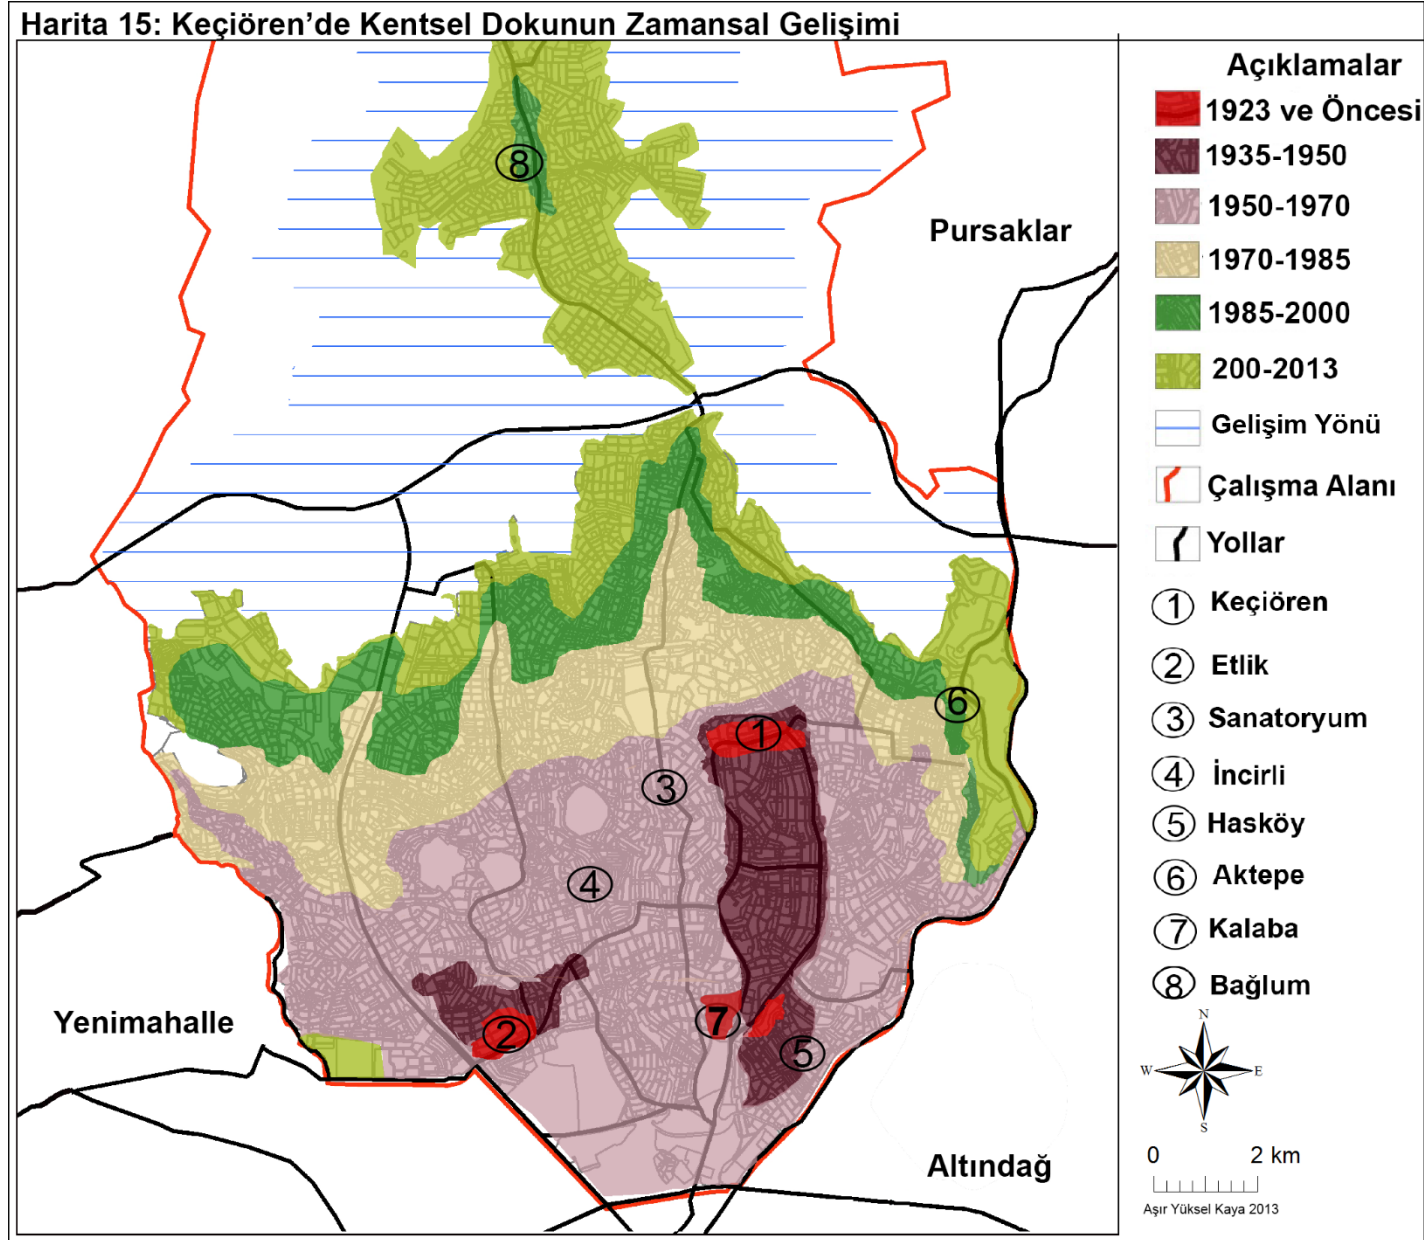 Harita 15: Keçiören’de Kentsel Dokunun Zamansal Gelişimi
Açıklamalar
1923 ve Öncesi
1935-1950
1950-1970
1970-1985
1985-2000
200-2013
Gelişim Yönü
Çalışma Alanı
Yollar
1 Keçiören
2 Etlik
3 Sanatoryum
4 İncirli
5 Hasköy
6 Aktepe
7 Kalaba
8 Bağlum
N
W E
S
0 2 km
Aşır Yüksel Kaya 2013
8
Pursaklar
6
1
3
4
7
2
5
Yenimahalle
Altındağ